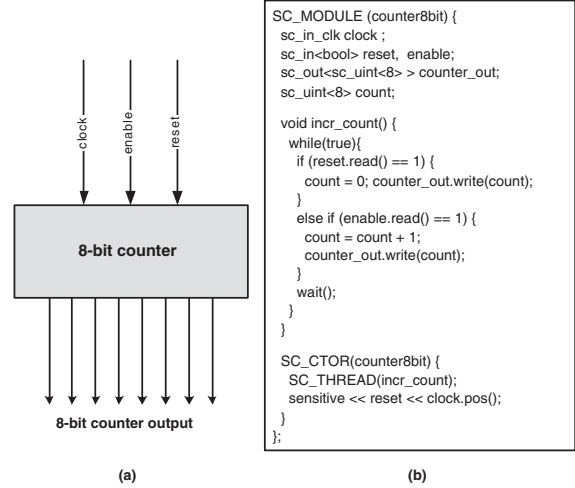 clock
enable
reset
8-bit counter
8-bit counter output
(a)
SC_MODULE (counter8bit) {
sc_in_clk clock ;
sc_in<bool> reset, enable;
sc_out<sc_uint<8> > counter_out;
sc_uint<8> count;
void incr_count() {
while(true){
if (reset.read() == 1) {
count = 0; counter_out.write(count);
}
else if (enable.read() == 1) {
count = count + 1;
counter_out.write(count);
}
wait();
}
}
SC_CTOR(counter8bit) {
SC_THREAD(incr_count);
sensitive << reset << clock.pos();
}
};
(b)